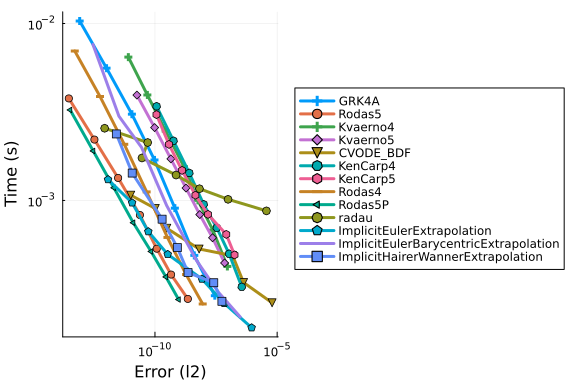 10⁻²
10⁻³
Time (s)
10⁻¹⁰
10⁻⁵
Error (l2)
GRK4A
Rodas5
Kvaerno4
Kvaerno5
CVODE_BDF
KenCarp4
KenCarp5
Rodas4
Rodas5P
radau
ImplicitEulerExtrapolation
ImplicitEulerBarycentricExtrapolation
ImplicitHairerWannerExtrapolation